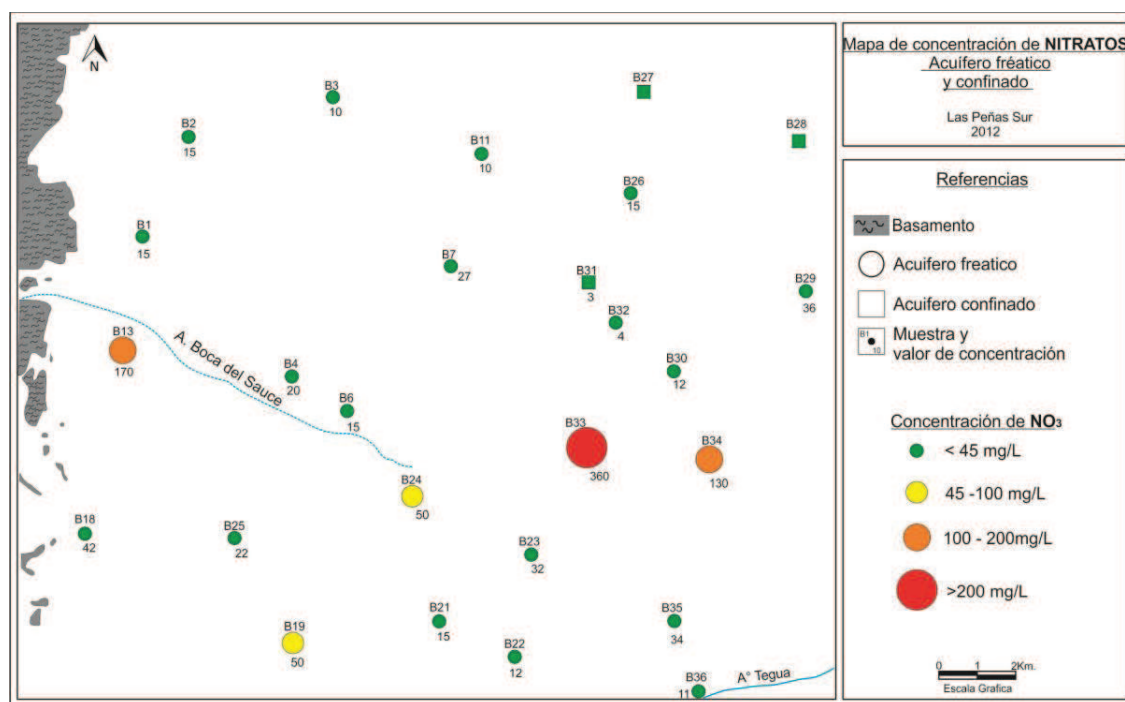 Mapa de concentración de NITRATOS
Acuífero fréatico
y confinado
Las Peñas Sur
2012
N
B27
B3
10
B28
B2
15
B11
10
B26
15
B1
15
B7
27
B31
3
B29
36
B32
4
B13
170
A. Boca del Sauce
B4
20
B30
12
B6
15
B33
360
B34
130
B24
50
B18
42
B25
22
B23
32
B21
15
B35
34
B19
50
B22
12
B36
11
A° Tegua
Referencias
Basamento
Acuifero freatico
Acuifero confinado
B1
10
Muestra y
valor de concentración
Concentración de NO3
< 45 mg/L
45 -100 mg/L
100 - 200mg/L
>200 mg/L
0 1 2Km.
Escala Grafica